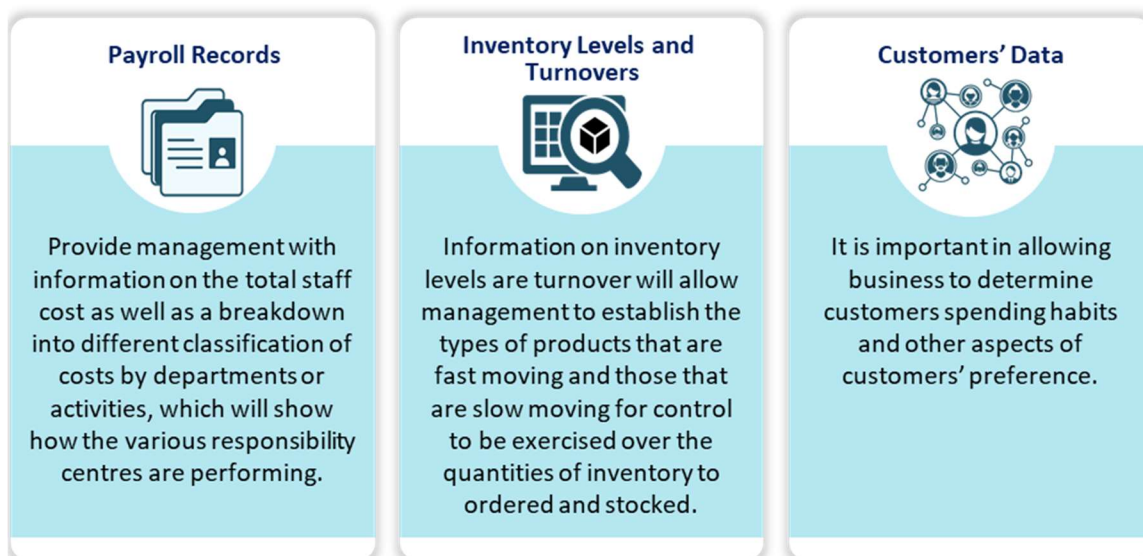 Payroll Records
Provide management with
information on the total staff
cost as well as a breakdown
into different classification of
costs by departments or
activities, which will show
how the various responsibility
centres are performing.
Inventory Levels and
Turnovers
Information on inventory
levels are turnover will allow
management to establish the
types of products that are
fast moving and those that
are slow moving for control
to be exercised over the
quantities of inventory to
ordered and stocked.
Customers’ Data
It is important in allowing
business to determine
customers spending habits
and other aspects of
customers’ preference.